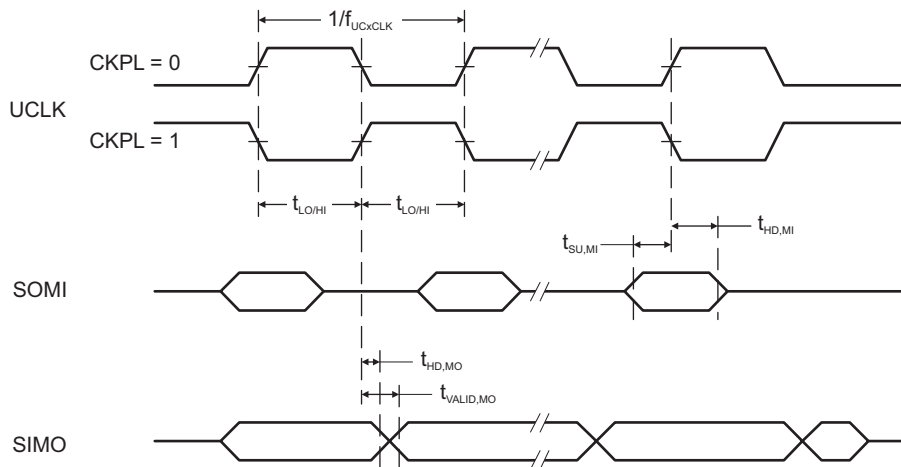 1/fUCxCLK
CKPL = 0
UCLK
CKPL = 1
tLO/HI tLO/HI
tHD,MI
tSU,MI
SOMI
tHD,MO
tVALID,MO
SIMO